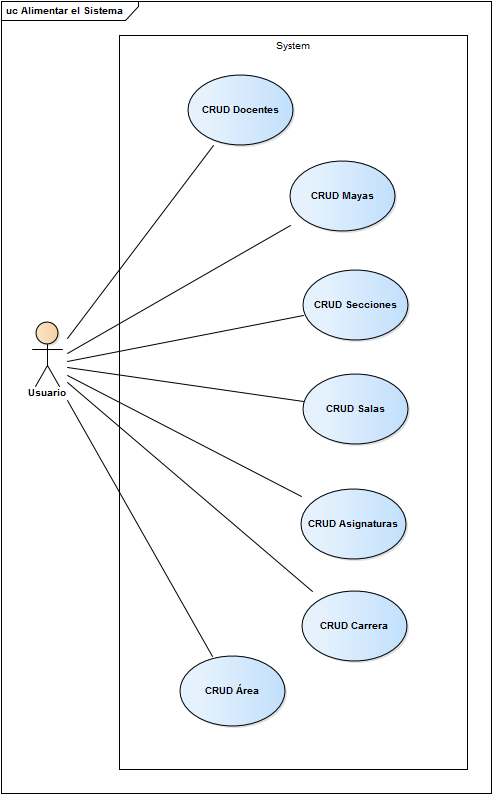 uc Alimentar el Sistema
System
CRUD Docentes
CRUD Mayas
CRUD Secciones
Usuario
CRUD Salas
CRUD Asignaturas
CRUD Carrera
CRUD Área